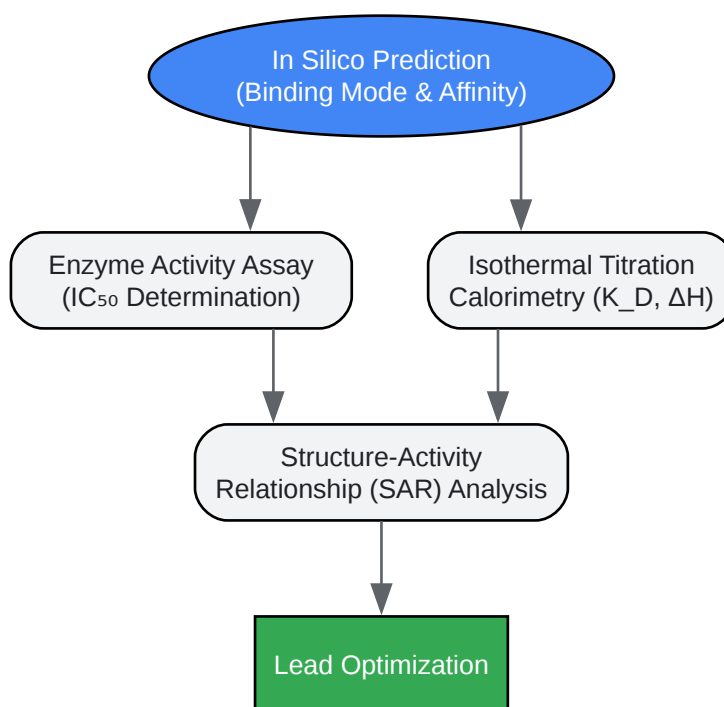 In Silico Prediction
(Binding Mode & Affinity)
Enzyme Activity Assay
(IC₅₀ Determination)
Isothermal Titration
Calorimetry (K_D, ΔH)
Structure-Activity
Relationship (SAR) Analysis
Lead Optimization